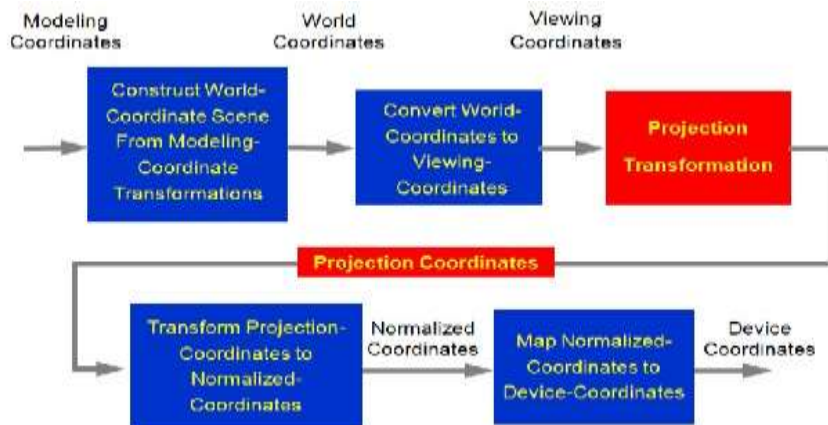 Modeling
Coordinates
World
Coordinates
Viewing
Coordinates
Construct World-
Coordinate Scene
From Modeling-
Coordinate
Transformations
Convert World-
Coordinates to
Viewing-
Coordinates
Projection
Transformation
Projection Coordinates
Transform Projection-
Coordinates to
Normalized-
Coordinates
Normalized
Coordinates
Map Normalized-
Coordinates to
Device-Coordinates
Device
Coordinates